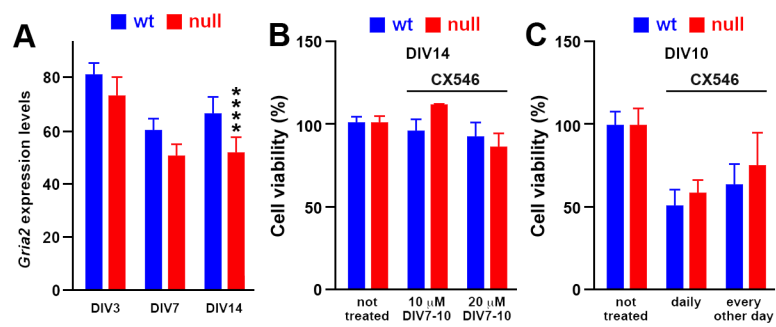 A
wt
null
Gria2 expression levels
80
60
40
20
0
****
DIV3
DIV7
DIV14
B
wt
null
DIV14
CX546
Cell viability (%)
150
100
50
0
not
treated
10 μM
DIV7-10
20 μM
DIV7-10
C
wt
null
DIV10
CX546
Cell viability (%)
150
100
50
0
not
treated
daily
every
other day